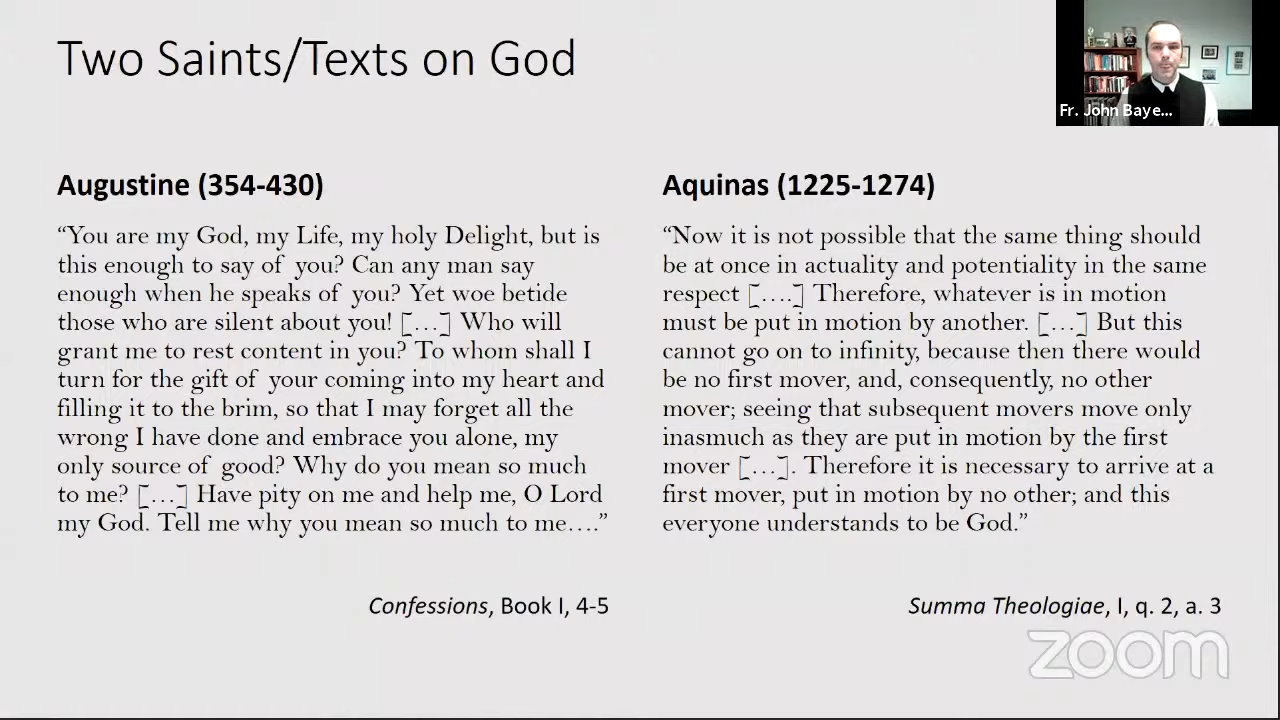 Two Saints/Texts on God
Fr. John Baye...
Augustine (354-430)
“You are my God, my Life, my holy Delight, but is
this enough to say of you? Can any man say
enough when he speaks of you? Yet woe betide
those who are silent about you! […] Who will
grant me to rest content in you? To whom shall I
turn for the gift of your coming into my heart and
filling it to the brim, so that I may forget all the
wrong I have done and embrace you alone, my
only source of good? Why do you mean so much
to me? […] Have pity on me and help me, O Lord
my God. Tell me why you mean so much to me….”
Confessions, Book I, 4-5
Aquinas (1225-1274)
“Now it is not possible that the same thing should
be at once in actuality and potentiality in the same
respect [….] Therefore, whatever is in motion
must be put in motion by another. […] But this
cannot go on to infinity, because then there would
be no first mover, and, consequently, no other
mover; seeing that subsequent movers move only
inasmuch as they are put in motion by the first
mover […]. Therefore it is necessary to arrive at a
first mover, put in motion by no other; and this
everyone understands to be God.”
Summa Theologiae, I, q. 2, a. 3
zoom